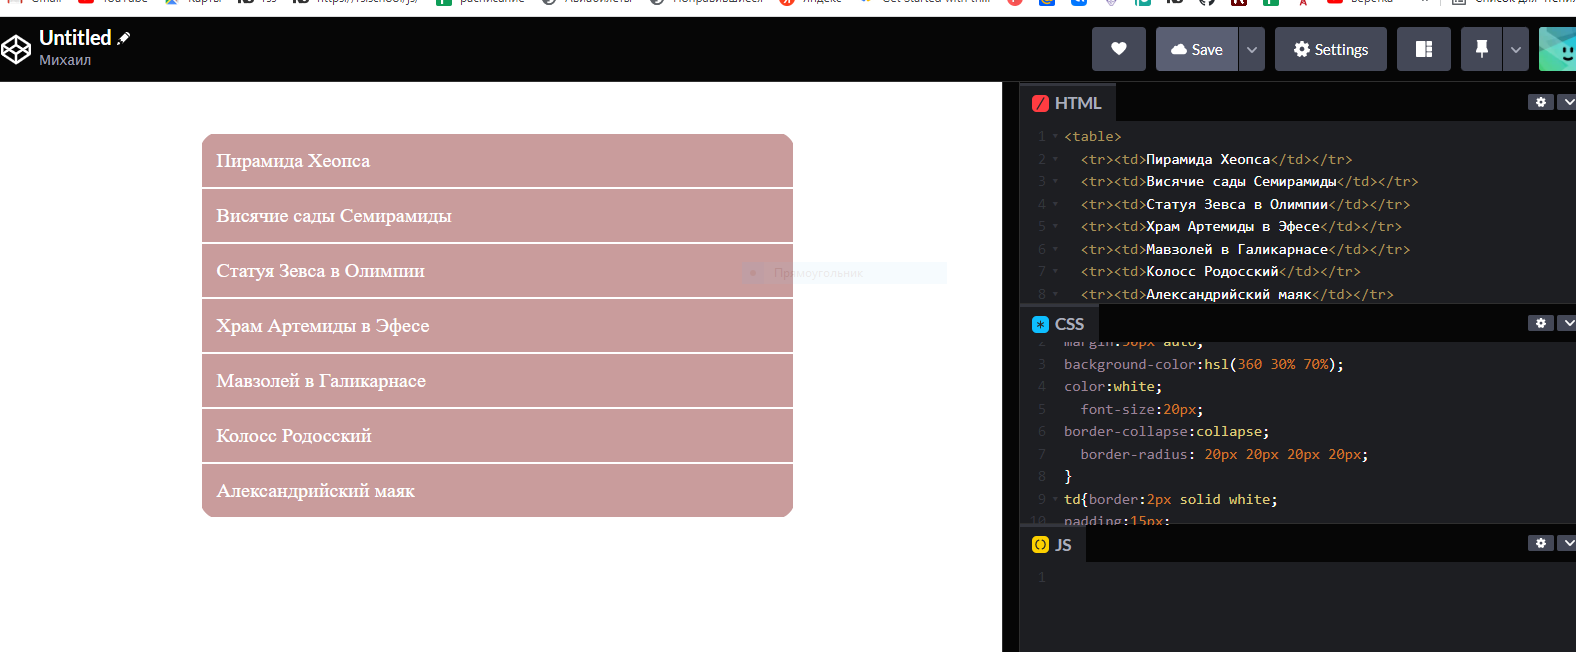 Untitled
Михаил
Save
Settings
Пирамида Хеопса
Висячие сады Семирамиды
Статуя Зевса в Олимпии
Прямоугольник
Храм Артемиды в Эфесе
Мавзолей в Галикарнасе
Колосс Родосский
Александрийский маяк
HTML
1 <table>
2 <tr><td>Пирамида Хеопса</td></tr>
3 <tr><td>Висячие сады Семирамиды</td></tr>
4 <tr><td>Статуя Зевса в Олимпии</td></tr>
5 <tr><td>Храм Артемиды в Эфесе</td></tr>
6 <tr><td>Мавзолей в Галикарнасе</td></tr>
7 <tr><td>Колосс Родосский</td></tr>
8 <tr><td>Александрийский маяк</td></tr>
CSS
2 margin:50px auto;
3 background-color:hsl(360 30% 70%);
4 color:white;
5 font-size:20px;
6 border-collapse:collapse;
7 border-radius: 20px 20px 20px 20px;
8 }
9 td{border:2px solid white;
10 padding:15px;
JS
1